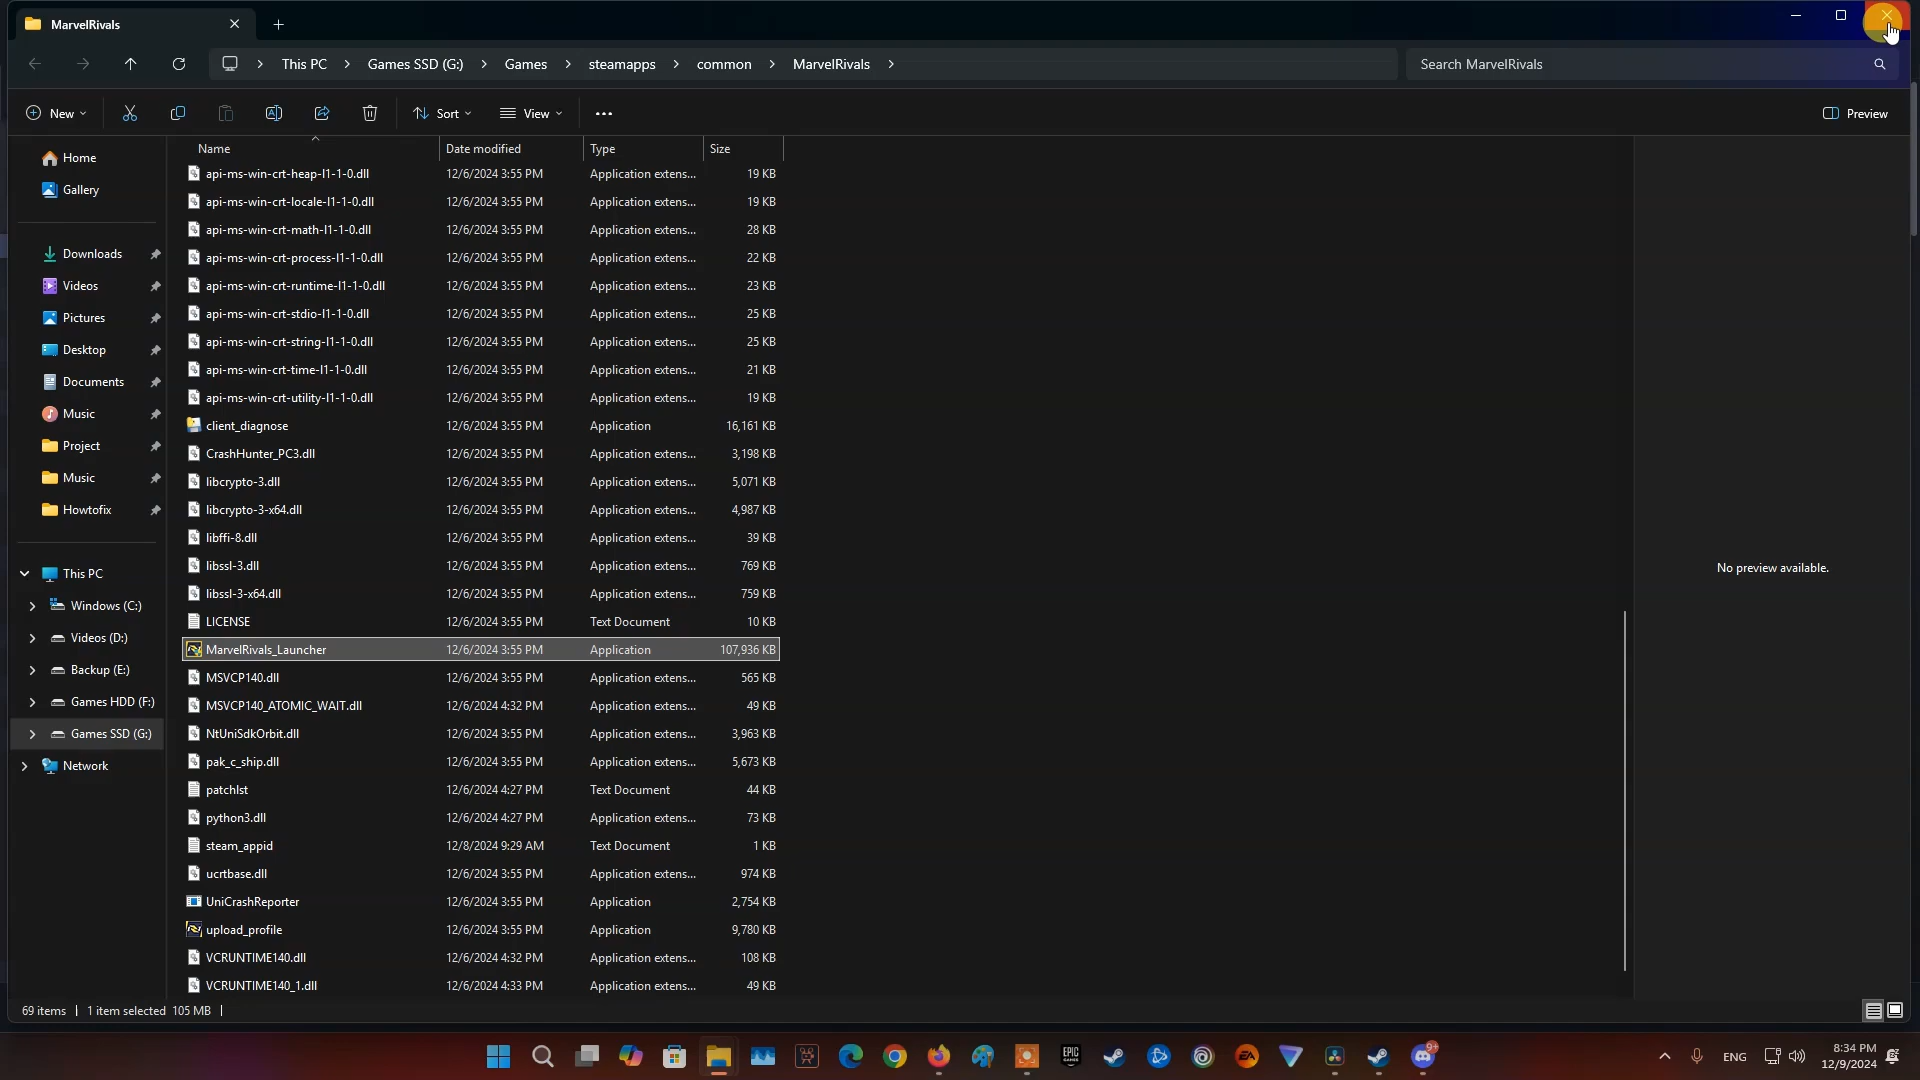 MarvelRivals
This PC > Games SSD (G:) > Games > steamapps > common > MarvelRivals >
Search MarvelRivals
New
Sort
View
Preview
Home
Gallery
Downloads
Videos
Pictures
Desktop
Documents
Music
Project
Music
Howtofix
This PC
Windows (C:)
Videos (D:)
Backup (E:)
Games HDD (F:)
Games SSD (G:)
Network
Name Date modified Type Size
api-ms-win-crt-heap-l1-1-0.dll 12/6/2024 3:55 PM Application extens... 19 KB
api-ms-win-crt-locale-l1-1-0.dll 12/6/2024 3:55 PM Application extens... 19 KB
api-ms-win-crt-math-l1-1-0.dll 12/6/2024 3:55 PM Application extens... 28 KB
api-ms-win-crt-process-l1-1-0.dll 12/6/2024 3:55 PM Application extens... 22 KB
api-ms-win-crt-runtime-l1-1-0.dll 12/6/2024 3:55 PM Application extens... 23 KB
api-ms-win-crt-stdio-l1-1-0.dll 12/6/2024 3:55 PM Application extens... 25 KB
api-ms-win-crt-string-l1-1-0.dll 12/6/2024 3:55 PM Application extens... 25 KB
api-ms-win-crt-time-l1-1-0.dll 12/6/2024 3:55 PM Application extens... 21 KB
api-ms-win-crt-utility-l1-1-0.dll 12/6/2024 3:55 PM Application extens... 19 KB
client_diagnose 12/6/2024 3:55 PM Application 16,161 KB
CrashHunter_PC3.dll 12/6/2024 3:55 PM Application extens... 3,198 KB
libcrypto-3.dll 12/6/2024 3:55 PM Application extens... 5,071 KB
libcrypto-3-x64.dll 12/6/2024 3:55 PM Application extens... 4,987 KB
libffi-8.dll 12/6/2024 3:55 PM Application extens... 39 KB
libssl-3.dll 12/6/2024 3:55 PM Application extens... 769 KB
libssl-3-x64.dll 12/6/2024 3:55 PM Application extens... 759 KB
LICENSE 12/6/2024 3:55 PM Text Document 10 KB
MarvelRivals_Launcher 12/6/2024 3:55 PM Application 107,936 KB
MSVCP140.dll 12/6/2024 3:55 PM Application extens... 565 KB
MSVCP140_ATOMIC_WAIT.dll 12/6/2024 4:32 PM Application extens... 49 KB
NtUniSdkOrbit.dll 12/6/2024 3:55 PM Application extens... 3,963 KB
pak_c_ship.dll 12/6/2024 3:55 PM Application extens... 5,673 KB
patchlst 12/6/2024 4:27 PM Text Document 44 KB
python3.dll 12/6/2024 4:27 PM Application extens... 73 KB
steam_appid 12/8/2024 9:29 AM Text Document 1 KB
ucrtbase.dll 12/6/2024 3:55 PM Application extens... 974 KB
UniCrashReporter 12/6/2024 3:55 PM Application 2,754 KB
upload_profile 12/6/2024 3:55 PM Application 9,780 KB
VCRUNTIME140.dll 12/6/2024 4:32 PM Application extens... 108 KB
VCRUNTIME140_1.dll 12/6/2024 4:33 PM Application extens... 49 KB
No preview available.
69 items | 1 item selected 105 MB |
EPIC
GAMES
EA
9+
ENG
8:34 PM
12/9/2024